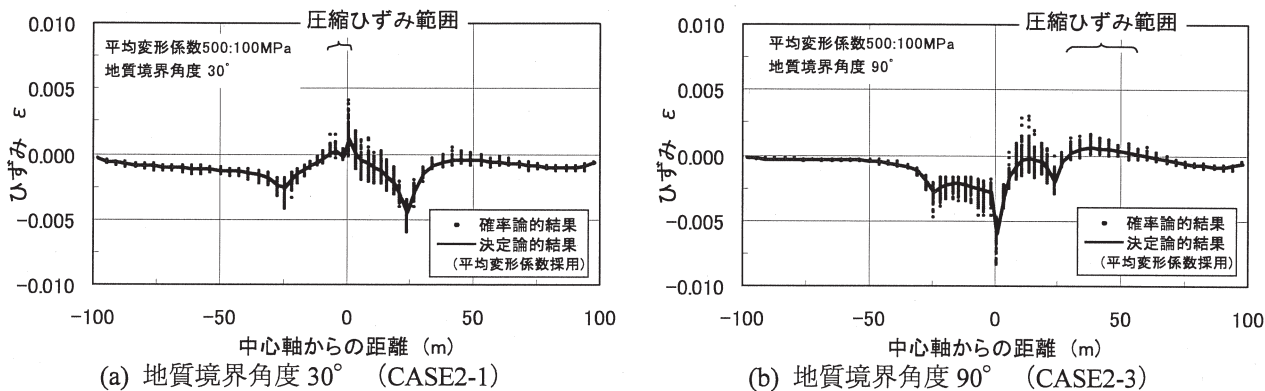 圧縮ひずみ範囲
0.010
平均変形係数500:100MPa
地質境界角度 30°
0.005
ひずみ ε
0.000
−0.005
確率論的結果
決定論的結果
(平均変形係数採用)
−0.010
−100
−50
0
50
100
中心軸からの距離 (m)
(a) 地質境界角度 30° (CASE2-1)
圧縮ひずみ範囲
0.010
平均変形係数500:100MPa
地質境界角度 90°
0.005
ひずみ ε
0.000
−0.005
確率論的結果
決定論的結果
(平均変形係数採用)
−0.010
−100
−50
0
50
100
中心軸からの距離 (m)
(b) 地質境界角度 90° (CASE2-3)